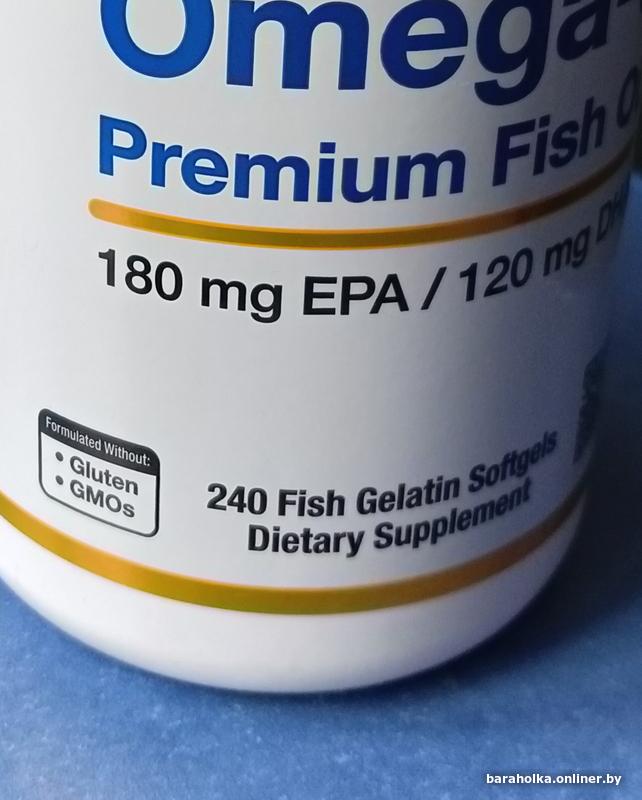 Omega-
Premium Fish O
180 mg EPA / 120 mg DH
Formulated Without:
• Gluten
• GMOs
240 Fish Gelatin Softgels
Dietary Supplement
baraholka.onliner.by